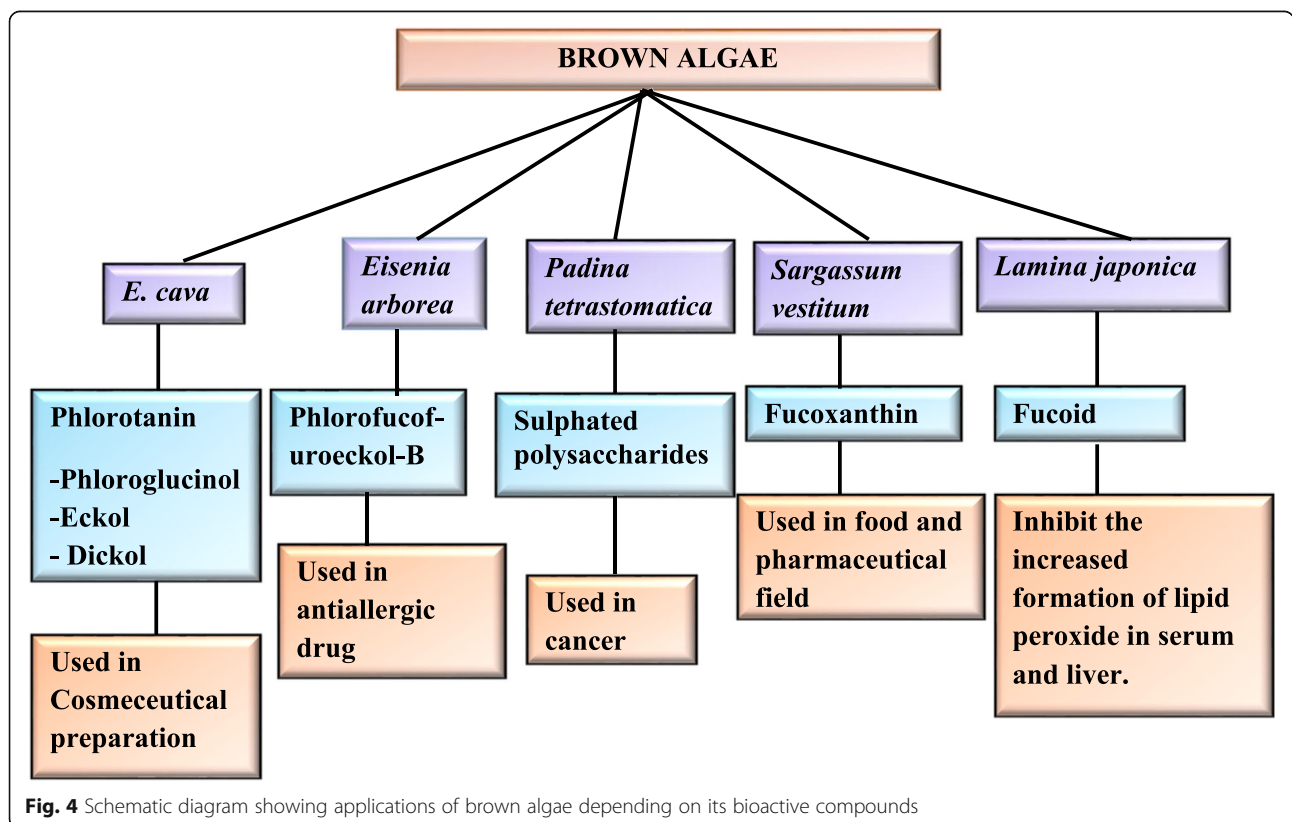 BROWN ALGAE
E. cava
Eisenia
arborea
Padina
tetrastomatica
Sargassum
vestitum
Lamina japonica
Phlorotanin
-Phloroglucinol
-Eckol
- Dickol
Phlorofucof-
uroeckol-B
Sulphated
polysaccharides
Fucoxanthin
Fucoid
Used in
Cosmeceutical
preparation
Used in
antiallergic
drug
Used in
cancer
Used in food and
pharmaceutical
field
Inhibit the
increased
formation of lipid
peroxide in serum
and liver.
Fig. 4 Schematic diagram showing applications of brown algae depending on its bioactive compounds